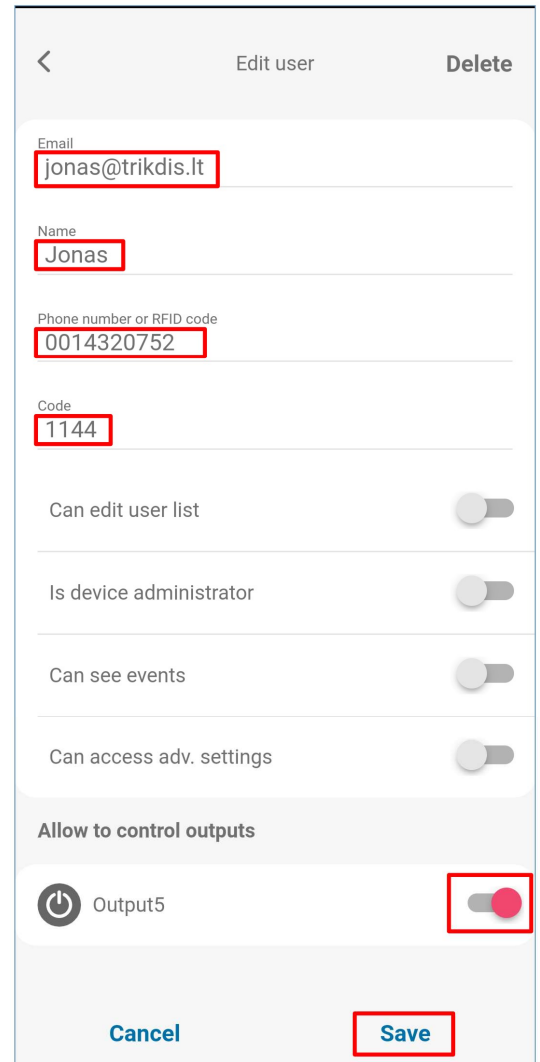 Edit user
Delete
Email
jonas@trikdis.lt
Name
Jonas
Phone number or RFID code
0014320752
Code
1144
Can edit user list
Is device administrator
Can see events
Can access adv. settings
Allow to control outputs
Output5
Cancel
Save